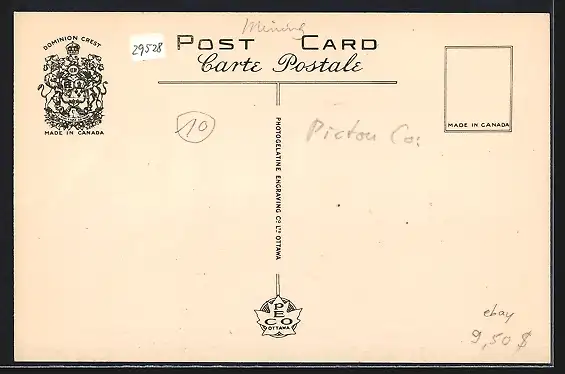 Mining
DOMINION CREST
29528
POST CARD
Carte Postale
MADE IN CANADA
10
Pictou Co:
MADE IN CANADA
PHOTOGELATINE ENGRAVING CO. LTD. OTTAWA
PECO
OTTAWA
ebay
9,50 $